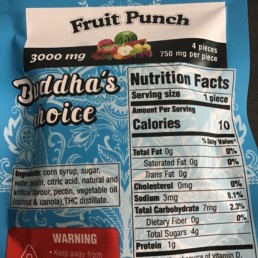 Fruit Punch
3000 mg
4 pieces
750 mg per piece
Buddha's
choice
Nutrition Facts
Serving size 1 piece
Amount Per Serving
Calories 10
% Daily Value*
Total Fat 0g 0%
Saturated Fat 0g 0%
Trans Fat 0g
Cholesterol 0mg 0%
Sodium 3mg 0.1%
Total Carbohydrate 7mg 2.3%
Dietary Fiber 0g 0%
Total Sugars 4g
Protein 1g
source of vitamin D,
Ingredients: corn syrup, sugar,
water, pectin, citric acid, natural and
artificial flavour, pectin, vegetable oil
(coconut & canola), THC distillate.
WARNING
• Keep away from